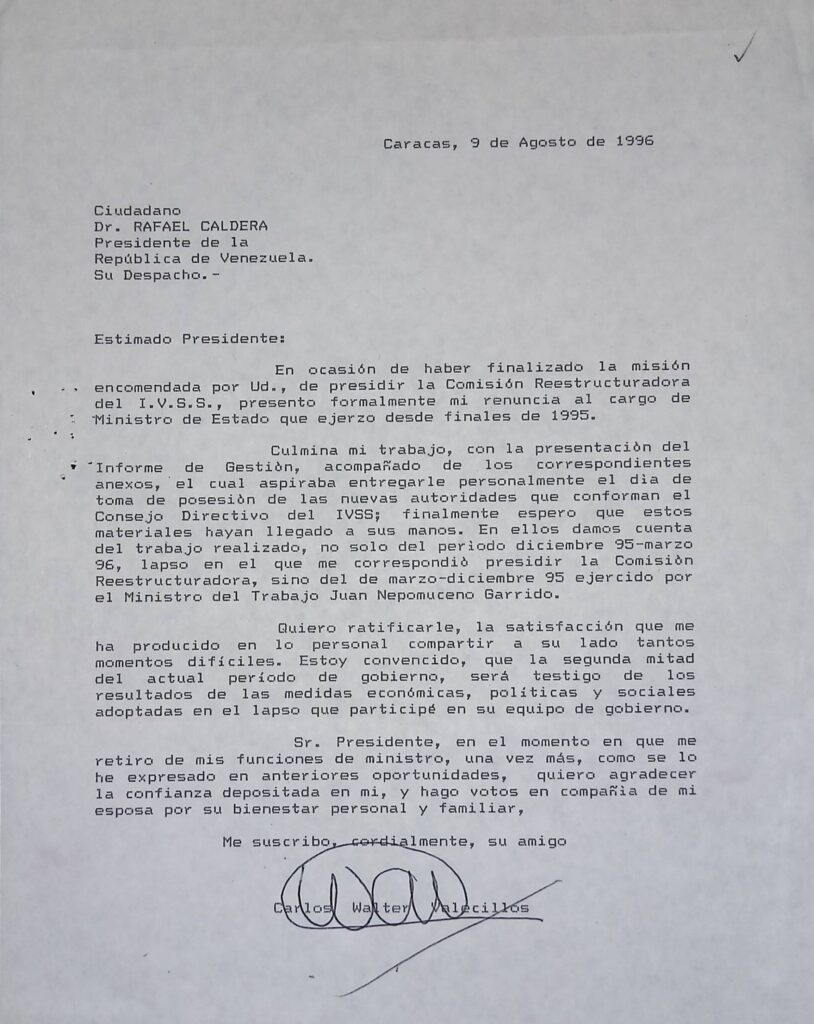 Caracas, 9 de Agosto de 1996
Ciudadano
Dr. RAFAEL CALDERA
Presidente de la
República de Venezuela.
Su Despacho.-
Estimado Presidente:
En ocasión de haber finalizado la misión
encomendada por Ud., de presidir la Comisión Reestructuradora
del I.V.S.S., presento formalmente mi renuncia al cargo de
Ministro de Estado que ejerzo desde finales de 1995.
Culmina mi trabajo, con la presentaciòn del
Informe de Gestiòn, acompañado de los correspondientes
anexos, el cual aspiraba entregarle personalmente el dìa de
toma de posesiòn de las nuevas autoridades que conforman el
Consejo Directivo del IVSS; finalmente espero que estos
materiales hayan llegado a sus manos. En ellos damos cuenta
del trabajo realizado, no solo del perìodo diciembre 95-marzo
96, lapso en el que me correspondiò presidir la Comisiòn
Reestructuradora, sino del de marzo-diciembre 95 ejercido por
el Ministro del Trabajo Juan Nepomuceno Garrido.
Quiero ratificarle, la satisfacción que me
ha producido en lo personal compartir a su lado tantos
momentos difíciles. Estoy convencido, que la segunda mitad
del actual período de gobierno, será testigo de los
resultados de las medidas económicas, políticas y sociales
adoptadas en el lapso que participé en su equipo de gobierno.
Sr. Presidente, en el momento en que me
retiro de mis funciones de ministro, una vez más, como se lo
he expresado en anteriores oportunidades, quiero agradecer
la confianza depositada en mi, y hago votos en compañìa de mi
esposa por su bienestar personal y familiar,
Me suscribo, cordialmente, su amigo
Carlos Walter Valecillos